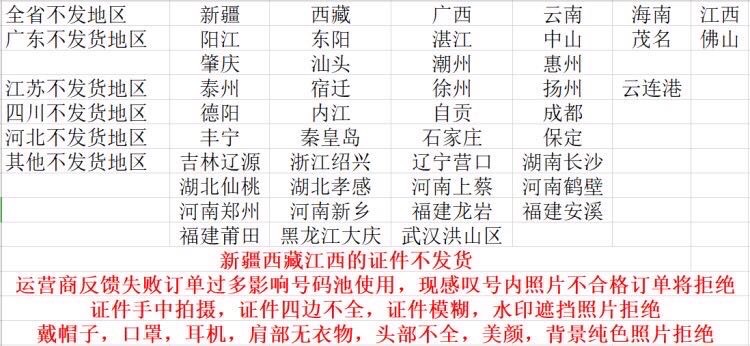 全省不发地区 新疆 西藏 广西 云南 海南 江西
广东不发货地区 阳江 东阳 湛江 中山 茂名 佛山
肇庆 汕头 潮州 惠州
江苏不发货地区 泰州 宿迁 徐州 扬州 云连港
四川不发货地区 德阳 内江 自贡 成都
河北不发货地区 丰宁 秦皇岛 石家庄 保定
其他不发货地区 吉林辽源 浙江绍兴 辽宁营口 湖南长沙
湖北仙桃 湖北孝感 河南上蔡 河南鹤壁
河南郑州 河南新乡 福建龙岩 福建安溪
福建莆田 黑龙江大庆 武汉洪山区
新疆西藏江西的证件不发货
运营商反馈失败订单过多影响号码池使用，现感叹号内照片不合格订单将拒绝
证件手中拍摄，证件四边不全，证件模糊，水印遮挡照片拒绝
戴帽子，口罩，耳机，肩部无衣物，头部不全，美颜，背景纯色照片拒绝